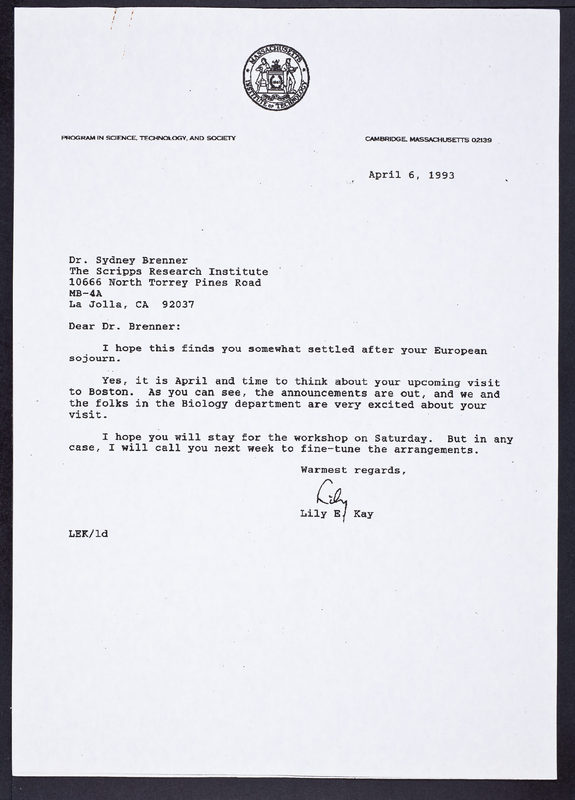 MASSACHUSETTS
INSTITUTE OF TECHNOLOGY
PROGRAM IN SCIENCE, TECHNOLOGY, AND SOCIETY
CAMBRIDGE, MASSACHUSETTS 02139
April 6, 1993
Dr. Sydney Brenner
The Scripps Research Institute
10666 North Torrey Pines Road
MB-4A
La Jolla, CA 92037
Dear Dr. Brenner:
I hope this finds you somewhat settled after your European
sojourn.
Yes, it is April and time to think about your upcoming visit
to Boston. As you can see, the announcements are out, and we and
the folks in the Biology department are very excited about your
visit.
I hope you will stay for the workshop on Saturday. But in any
case, I will call you next week to fine-tune the arrangements.
Warmest regards,
Lily
Lily E. Kay
LEK/ld